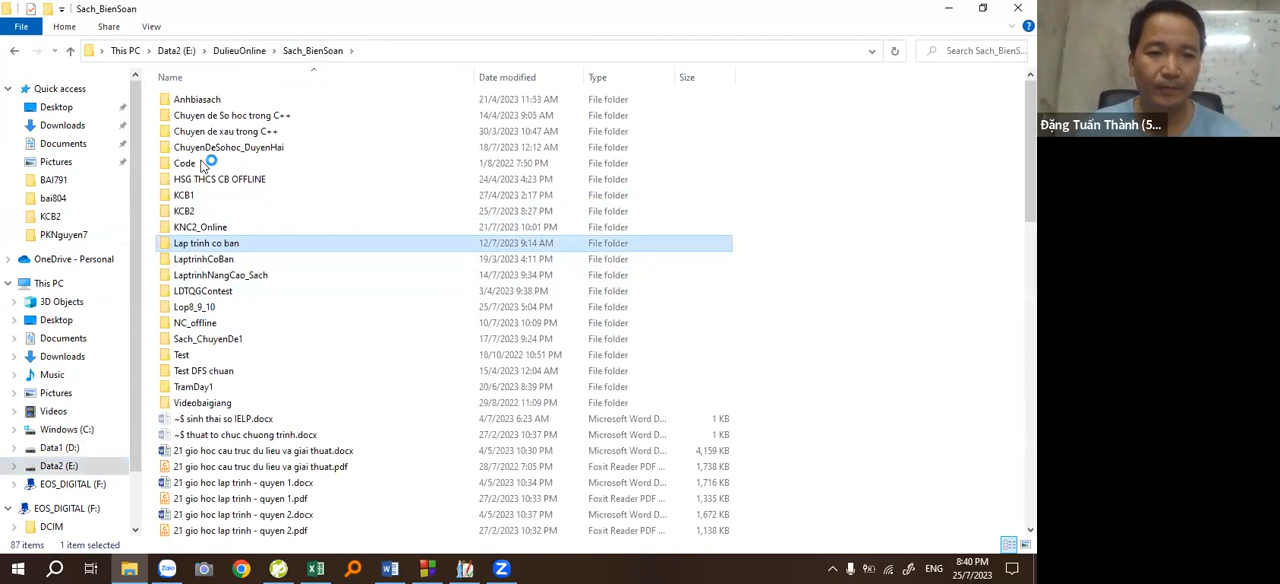 Sach_BienSoan
File
Home
Share
View
This PC
Data2 (E:)
DulieuOnline
Sach_BienSoan
Search Sach_BienS...
Name
Date modified
Type
Size
Quick access
Desktop
Downloads
Documents
Pictures
BAI791
bai804
KCB2
PKNguyen7
OneDrive - Personal
This PC
3D Objects
Desktop
Documents
Downloads
Music
Pictures
Videos
Windows (C:)
Data1 (D:)
Data2 (E:)
EOS_DIGITAL (F:)
EOS_DIGITAL (F:)
DCIM
Anhbiasach 21/4/2023 11:53 AM File folder
Chuyen de So hoc trong C++ 14/4/2023 9:05 AM File folder
Chuyen de xau trong C++ 30/3/2023 10:47 AM File folder
ChuyenDeSohoc_DuyenHai 18/7/2023 12:12 AM File folder
Code 1/8/2022 7:50 PM File folder
HSG THCS CB OFFLINE 24/4/2023 4:23 PM File folder
KCB1 27/4/2023 2:17 PM File folder
KCB2 25/7/2023 8:27 PM File folder
KNC2_Online 21/7/2023 10:01 PM File folder
Lap trinh co ban 12/7/2023 9:14 AM File folder
LaptrinhCoBan 19/3/2023 4:11 PM File folder
LaptrinhNangCao_Sach 14/7/2023 9:34 PM File folder
LDTQGContest 3/4/2023 9:38 PM File folder
Lop8_9_10 25/7/2023 5:04 PM File folder
NC_offline 10/7/2023 10:09 PM File folder
Sach_ChuyenDe1 17/7/2023 9:24 PM File folder
Test 18/10/2022 10:51 PM File folder
Test DFS chuan 15/4/2023 12:04 AM File folder
TramDay1 20/6/2023 8:39 PM File folder
Videobaigiang 29/8/2022 11:09 PM File folder
~$ sinh thai so IELP.docx 4/7/2023 6:23 AM Microsoft Word D... 1 KB
~$ thuat to chuc chuong trinh.docx 27/2/2023 10:37 PM Microsoft Word D... 1 KB
21 gio hoc cau truc du lieu va giai thuat.docx 4/5/2023 10:30 PM Microsoft Word D... 4,159 KB
21 gio hoc cau truc du lieu va giai thuat.pdf 28/7/2022 7:05 PM Foxit Reader PDF ... 1,738 KB
21 gio hoc lap trinh - quyen 1.docx 4/5/2023 10:34 PM Microsoft Word D... 1,716 KB
21 gio hoc lap trinh - quyen 1.pdf 27/2/2023 10:33 PM Foxit Reader PDF ... 1,335 KB
21 gio hoc lap trinh - quyen 2.docx 4/5/2023 10:37 PM Microsoft Word D... 1,672 KB
21 gio hoc lap trinh - quyen 2.pdf 27/2/2023 10:32 PM Foxit Reader PDF ... 1,138 KB
87 items
1 item selected
ENG
8:40 PM
25/7/2023
Đặng Tuấn Thành (5...